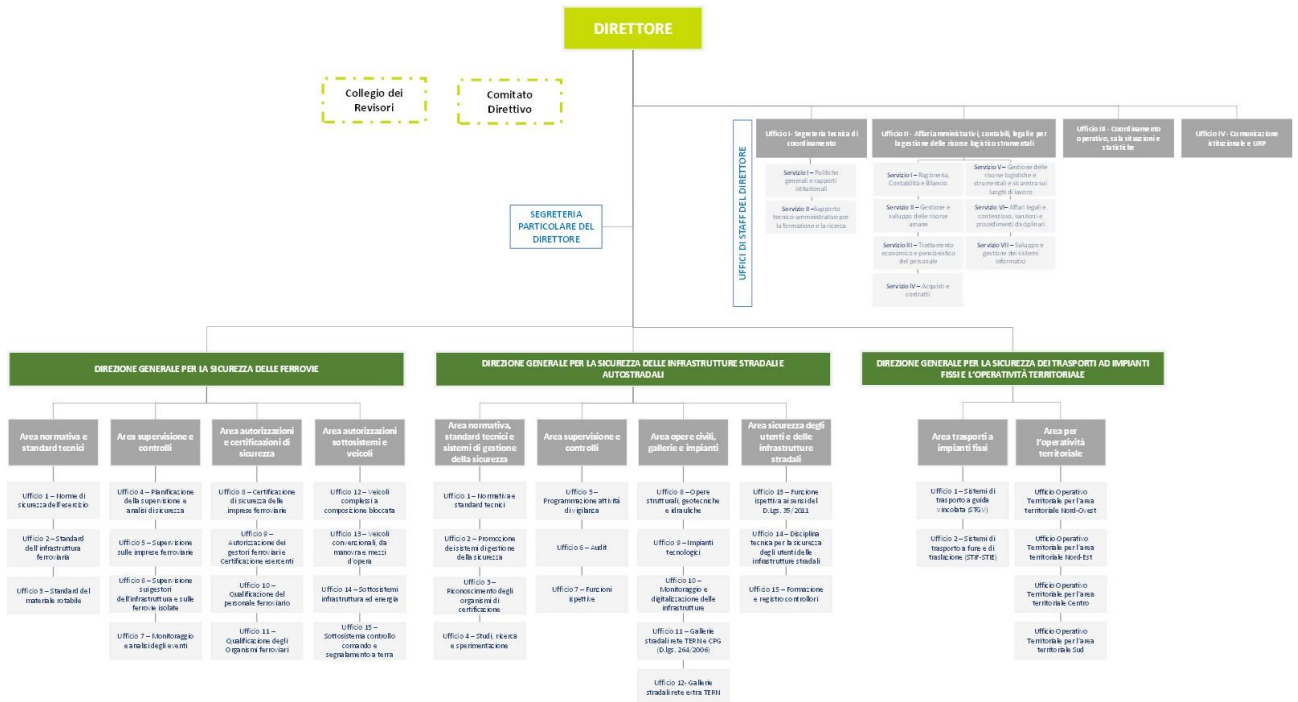 DIRETTORE
Collegio dei
Revisori
Comitato
Direttivo
SEGRETERIA
PARTICOLARE DEL
DIRETTORE
UFFICI DI STAFF DEL DIRETTORE
Ufficio I- Segreteria tecnica di
coordinamento
Servizio I – Politiche
generali e rapporti
istituzionali
Servizio II –Supporto
tecnico-amministrativo per
la formazione e la ricerca
Ufficio II - Affari amministrativi, contabili, legali e per
la gestione delle risorse logistico strumentali
Servizio I – Ragioneria,
Contabilità e Bilancio
Servizio II – Gestione e
sviluppo delle risorse
umane
Servizio III – Trattamento
economico e pensionistico
del personale
Servizio IV – Acquisti e
contratti
Servizio V – Gestione delle
risorse logistiche e
strumentali e sicurezza sui
luoghi di lavoro
Servizio VI – Affari legali e
contenzioso, sanzioni e
procedimenti disciplinari
Servizio VII – Sviluppo e
gestione dei sistemi
informatici
Ufficio III - Coordinamento
operativo, sala situazioni e
statistiche
Ufficio IV - Comunicazione
istituzionale e URP
DIREZIONE GENERALE PER LA SICUREZZA DELLE FERROVIE
Area normativa e
standard tecnici
Ufficio 1 – Norme di
sicurezza dell'esercizio
Ufficio 2 – Standard
dell'infrastruttura
ferroviaria
Ufficio 3 – Standard del
materiale rotabile
Area supervisione e
controlli
Ufficio 4 – Pianificazione
della supervisione e
analisi di sicurezza
Ufficio 5 – Supervisione
sulle imprese ferroviarie
Ufficio 6 – Supervisione
sui gestori
dell'infrastruttura e sulle
ferrovie isolate
Ufficio 7 – Monitoraggio
e analisi degli eventi
Area autorizzazioni
e certificazioni di
sicurezza
Ufficio 8 – Certificazione
di sicurezza delle
imprese ferroviarie
Ufficio 9 –
Autorizzazione dei
gestori ferroviari e
Certificazione esercenti
Ufficio 10 –
Qualificazione del
personale ferroviario
Ufficio 11 –
Qualificazione degli
Organismi ferroviari
Area autorizzazioni
sottosistemi e
veicoli
Ufficio 12 – Veicoli
complessi a
composizione bloccata
Ufficio 13 – Veicoli
convenzionali, da
manovra e mezzi
d'opera
Ufficio 14 – Sottosistemi
infrastruttura ed energia
Ufficio 15 –
Sottosistema controllo
comando e
segnalamento a terra
DIREZIONE GENERALE PER LA SICUREZZA DELLE INFRASTRUTTURE STRADALI E
AUTOSTRADALI
Area normativa,
standard tecnici e
sistemi di gestione
della sicurezza
Ufficio 1 – Normativa e
standard tecnici
Ufficio 2 – Promozione
dei sistemi di gestione
della sicurezza
Ufficio 3 –
Riconoscimento degli
organismi di
certificazione
Ufficio 4 – Studi, ricerca
e sperimentazione
Area supervisione e
controlli
Ufficio 5 –
Programmazione attività
di vigilanza
Ufficio 6 – Audit
Ufficio 7 – Funzioni
ispettive
Area opere civili,
gallerie e impianti
Ufficio 8 – Opere
strutturali, geotecniche
e idrauliche
Ufficio 9 – Impianti
tecnologici
Ufficio 10 –
Monitoraggio e
digitalizzazione delle
infrastrutture
Ufficio 11 – Gallerie
stradali rete TERN e CPG
(D.lgs. 264/2006)
Ufficio 12- Gallerie
stradali rete extra TERN
Area sicurezza degli
utenti e delle
infrastrutture
stradali
Ufficio 13 – Funzione
ispettiva ai sensi del
D.Lgs. 35/2011
Ufficio 14 – Disciplina
tecnica per la sicurezza
degli utenti delle
infrastrutture stradali
Ufficio 15 – Formazione
e registro controllori
DIREZIONE GENERALE PER LA SICUREZZA DEI TRASPORTI AD IMPIANTI
FISSI E L'OPERATIVITÀ TERRITORIALE
Area trasporti a
impianti fissi
Ufficio 1 – Sistemi di
trasporto a guida
vincolata (STGV)
Ufficio 2 – Sistemi di
trasporto a fune e di
traslazione (STIF-STIE)
Area per
l'operatività
territoriale
Ufficio Operativo
Territoriale per l'area
territoriale Nord-Ovest
Ufficio Operativo
Territoriale per l'area
territoriale Nord-Est
Ufficio Operativo
Territoriale per l'area
territoriale Centro
Ufficio Operativo
Territoriale per l'area
territoriale Sud